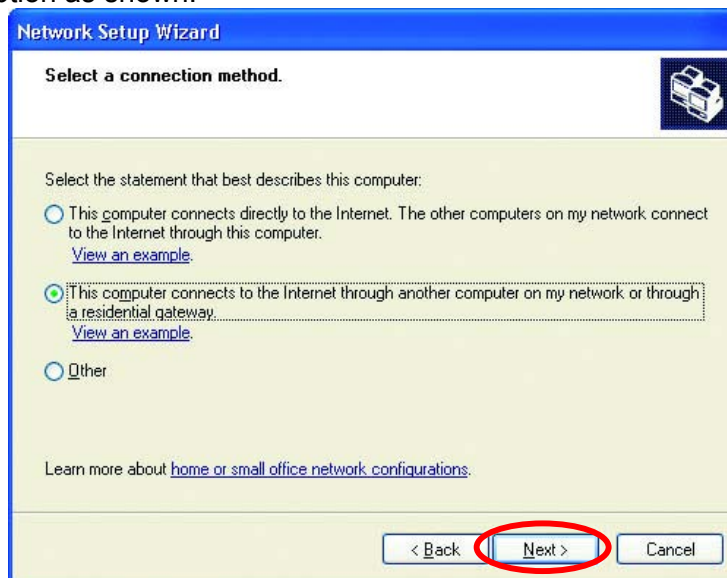 ction as shown.
Network Setup Wizard
Select a connection method.
Select the statement that best describes this computer:
This computer connects directly to the Internet. The other computers on my network connect
to the Internet through this computer.
View an example.
This computer connects to the Internet through another computer on my network or through
a residential gateway.
View an example.
Other
Learn more about home or small office network configurations.
< Back Next > Cancel